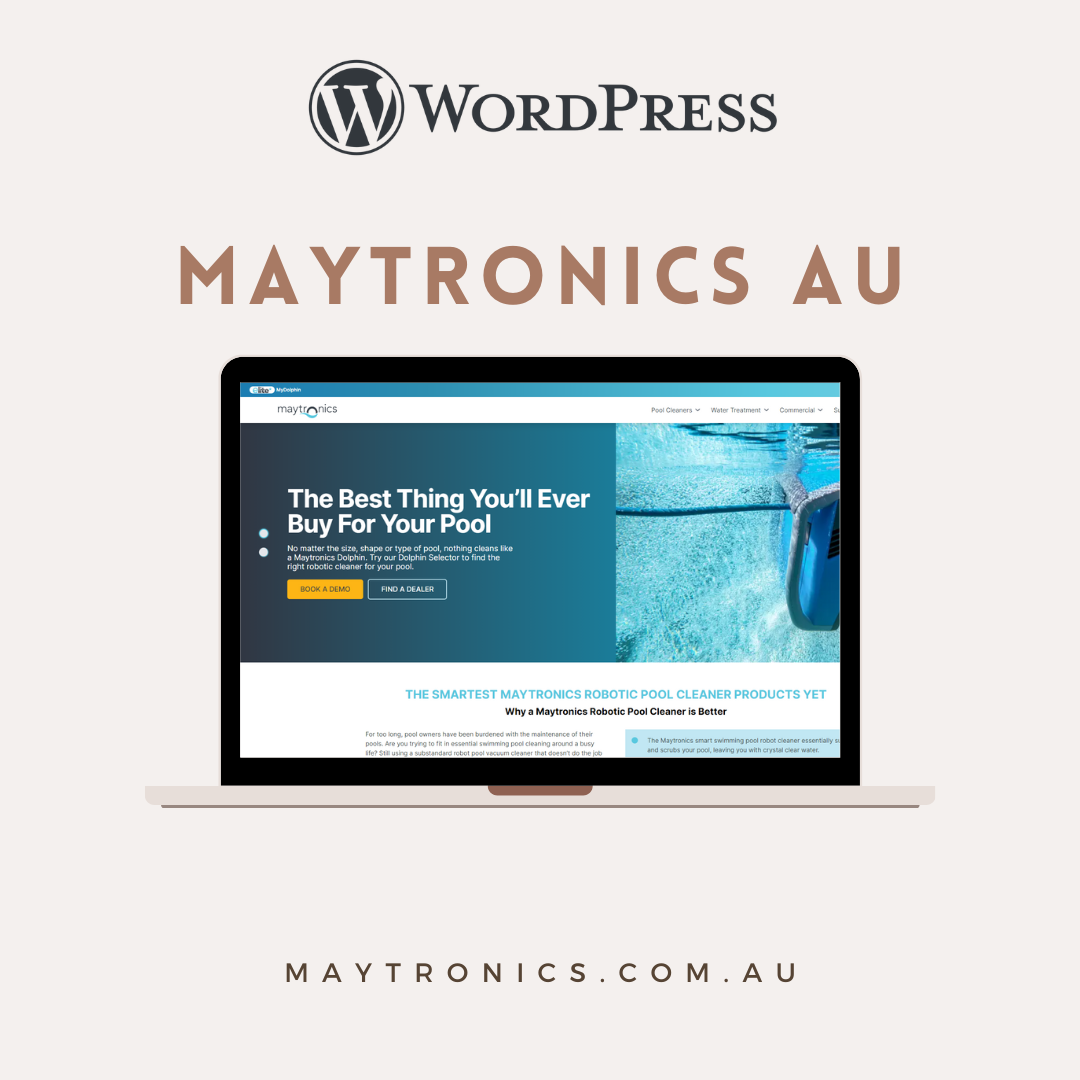 WORDPRESS
MAYTRONICS AU
elite MyDolphin
maytronics
Pool Cleaners Water Treatment Commercial
The Best Thing You'll Ever
Buy For Your Pool
No matter the size, shape or type of pool, nothing cleans like
a Maytronics Dolphin. Try our Dolphin Selector to find the
right robotic cleaner for your pool.
BOOK A DEMO FIND A DEALER
THE SMARTEST MAYTRONICS ROBOTIC POOL CLEANER PRODUCTS YET
Why a Maytronics Robotic Pool Cleaner is Better
For too long, pool owners have been burdened with the maintenance of their
pools. Are you trying to fit in essential swimming pool cleaning around a busy
life? Still using a substandard robot pool vacuum cleaner that doesn't do the job
The Maytronics smart swimming pool robot cleaner essentially
and scrubs your pool, leaving you with crystal clear water.
MAYTRONICS.COM.AU